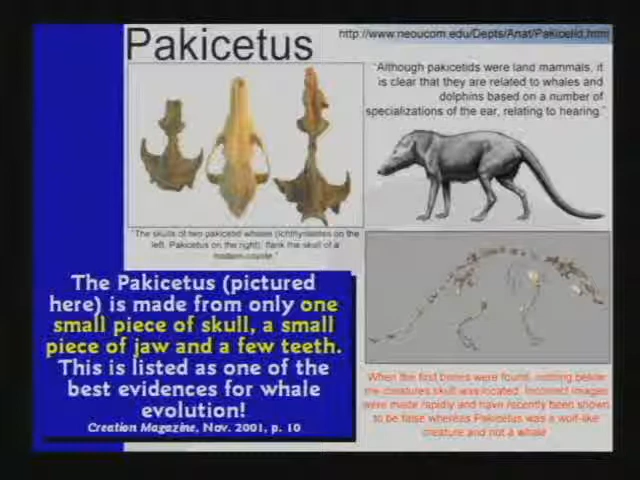 Pakicetus
http://www.neoucom.edu/Depts/Anat/Pakicetid.html
"Although pakicetids were land mammals, it
is clear that they are related to whales and
dolphins based on a number of
specializations of the ear, relating to hearing."
"The skulls of two pakicetid whales (Ichthyolestes on the
left, Pakicetus on the right), flank the skull of a
modern coyote."
The Pakicetus (pictured
here) is made from only one
small piece of skull, a small
piece of jaw and a few teeth.
This is listed as one of the
best evidences for whale
evolution!
Creation Magazine, Nov. 2001, p. 10
When the first bones were found, nothing below
the creatures skull was located. Incorrect images
were made rapidly and have recently been shown
to be false whereas Pakicetus was a wolf-like
creature and not a whale